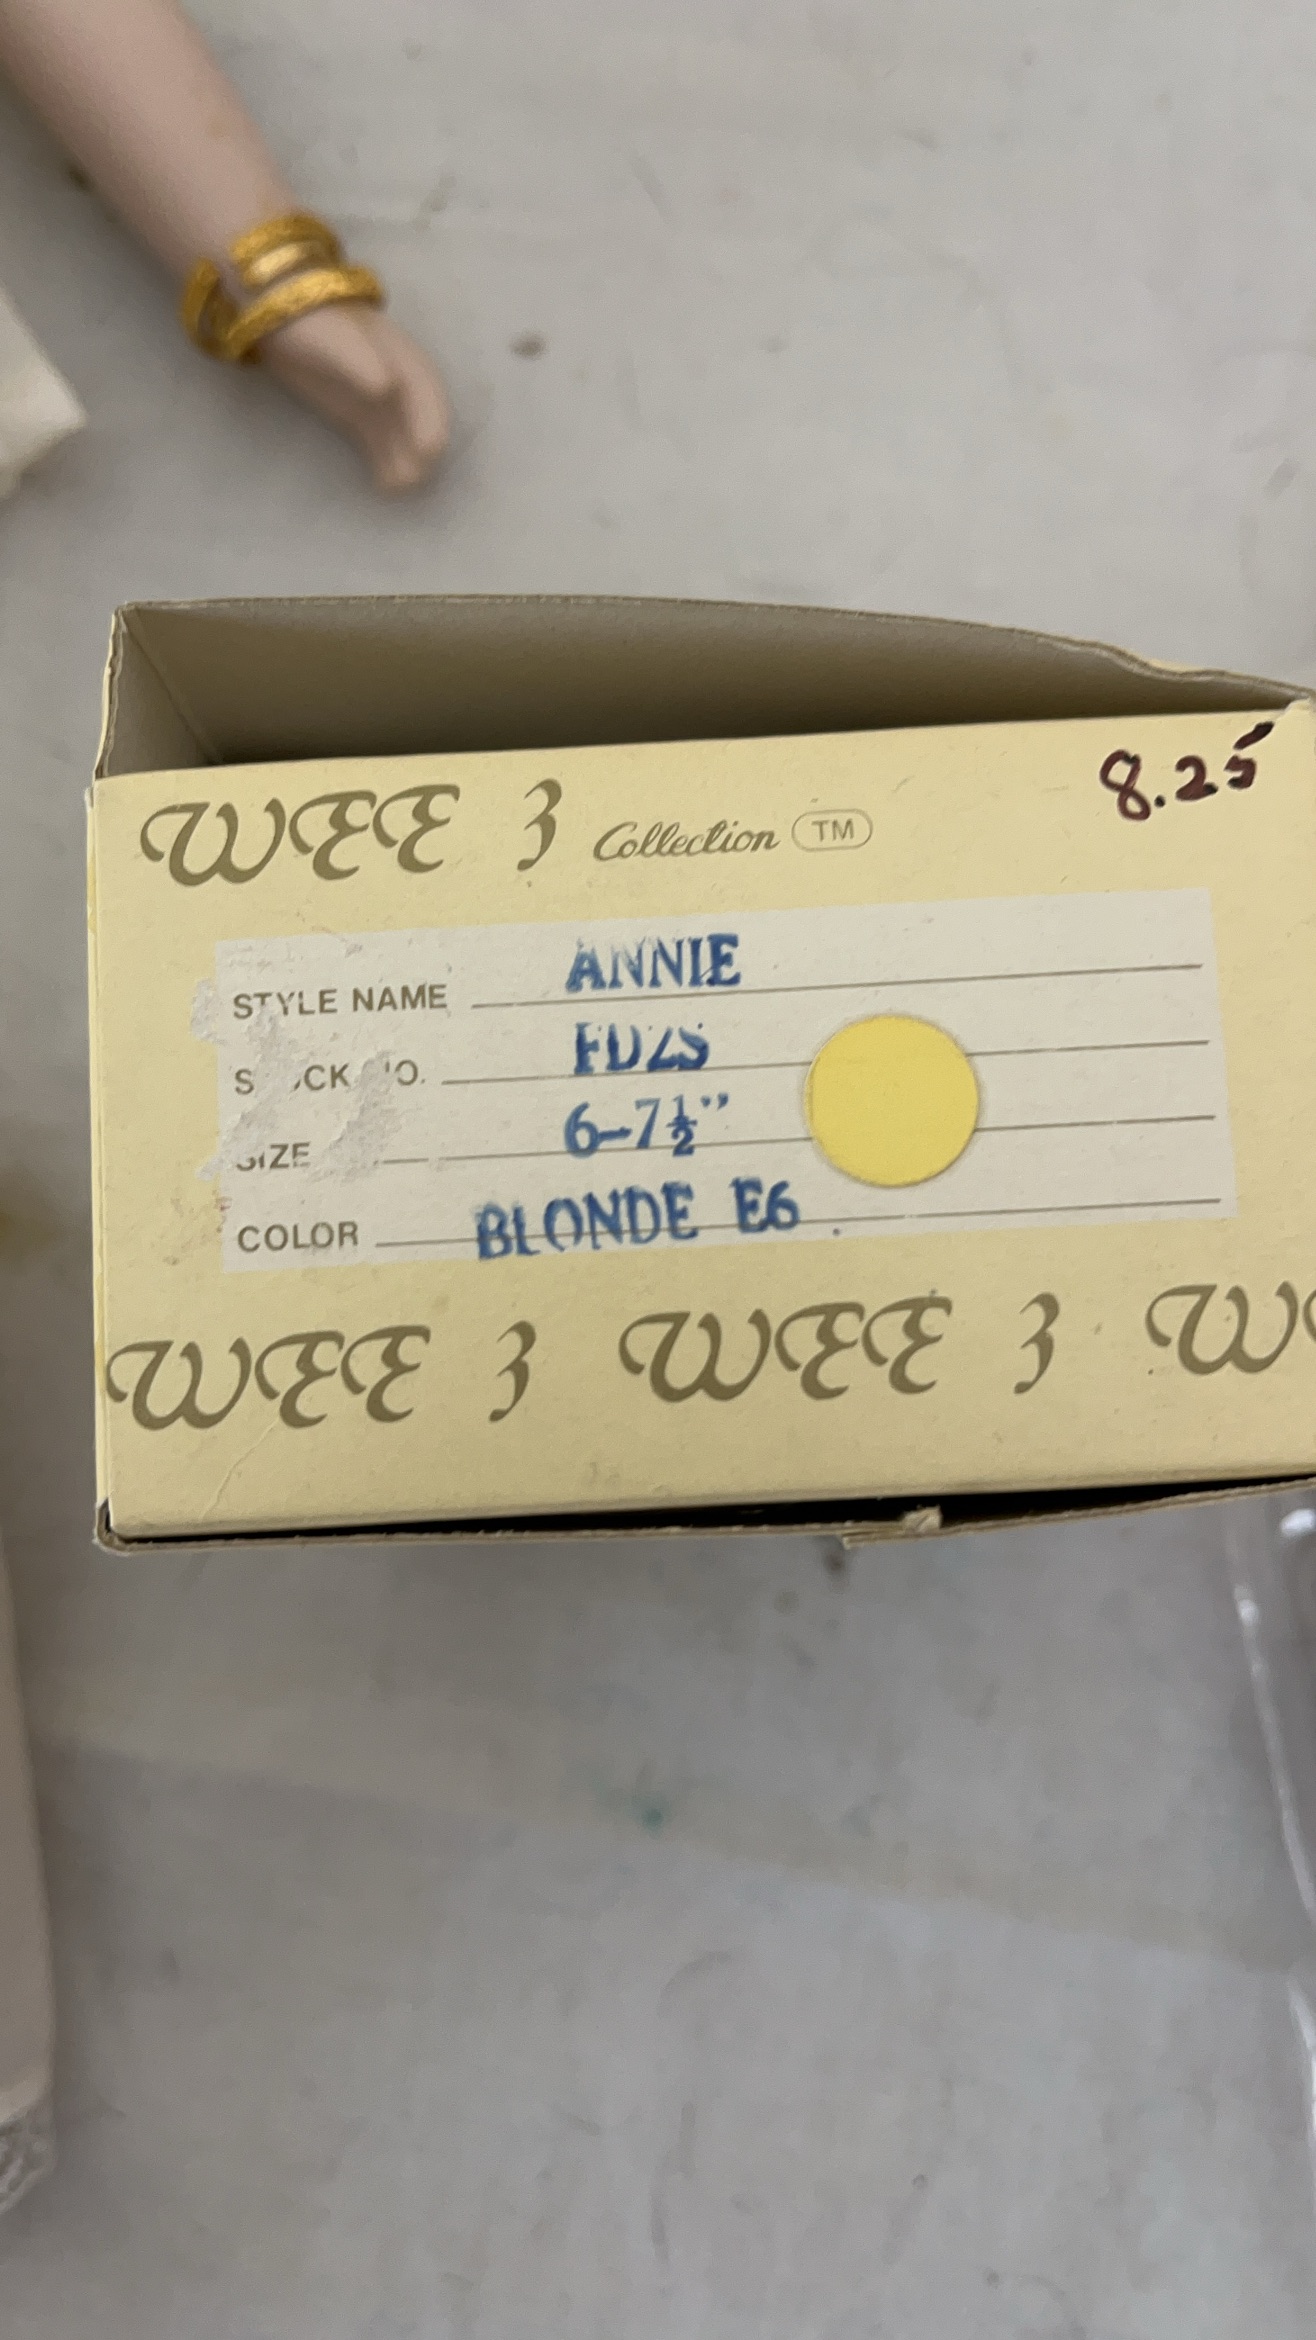 8.25
WEE 3 Collection TM
STYLE NAME ANNIE
SIZE 6-7½"
COLOR BLONDE E6
WEE 3 WEE 3 W